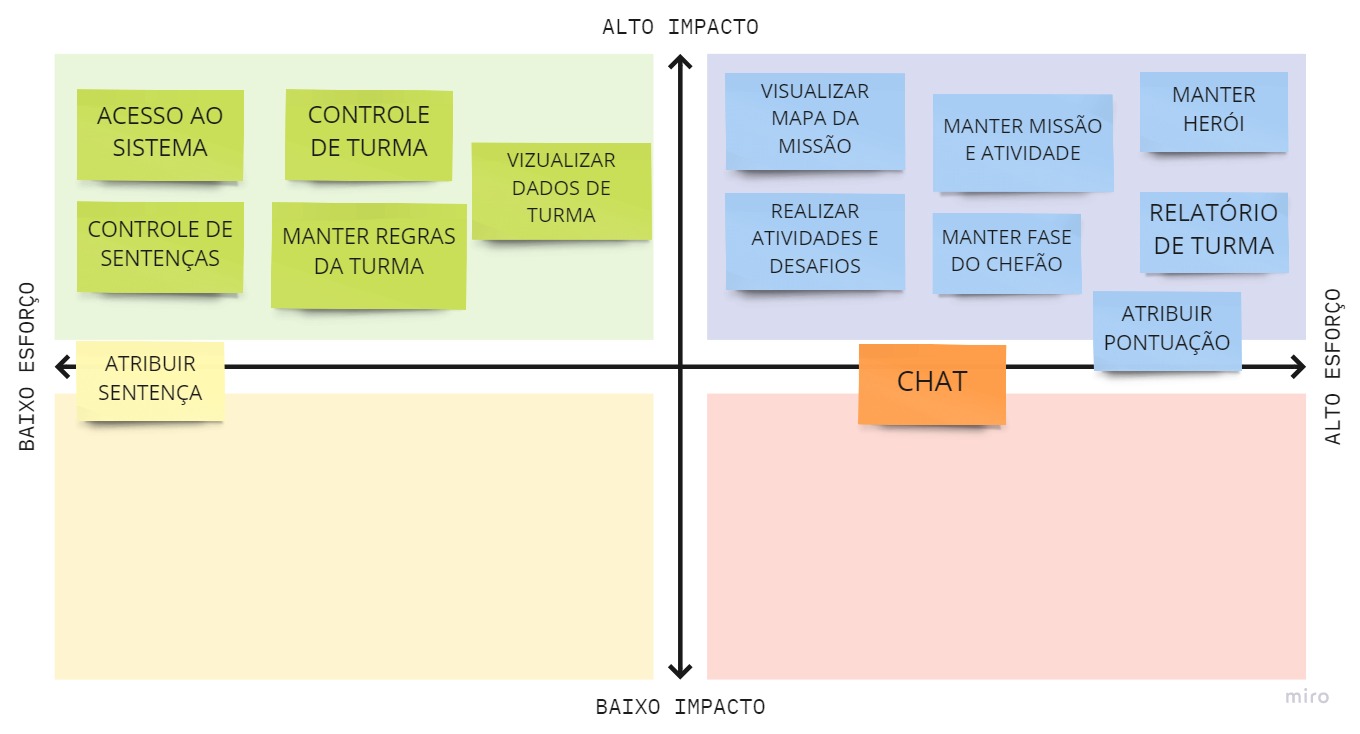 ALTO IMPACTO
ACESSO AO
SISTEMA
CONTROLE
DE TURMA
VIZUALIZAR
DADOS DE
TURMA
CONTROLE DE
SENTENÇAS
MANTER REGRAS
DA TURMA
VISUALIZAR
MAPA DA
MISSÃO
MANTER MISSÃO
E ATIVIDADE
MANTER
HERÓI
REALIZAR
ATIVIDADES E
DESAFIOS
MANTER FASE
DO CHEFÃO
RELATÓRIO
DE TURMA
ATRIBUIR
PONTUAÇÃO
BAIXO ESFORÇO
ALTO ESFORÇO
ATRIBUIR
SENTENÇA
CHAT
BAIXO IMPACTO
miro